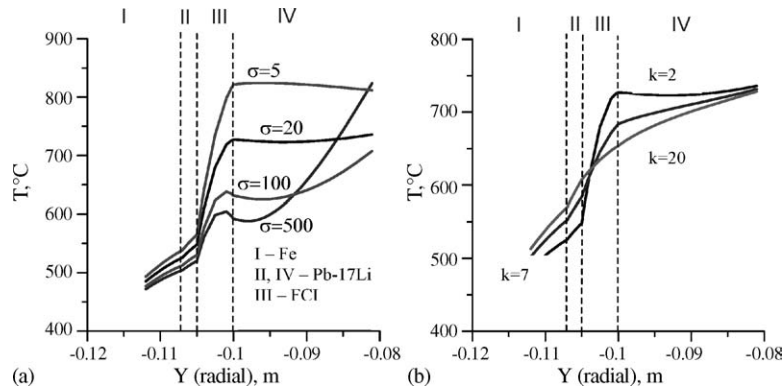 I II III IV
900
800
700
600
500
400
T,°C
σ=5
σ=20
σ=100
σ=500
I – Fe
II, IV – Pb-17Li
III – FCI
-0.12 -0.11 -0.1 -0.09 -0.08
(a) Y (radial), m
I II III IV
800
700
600
500
400
T,°C
k=2
k=20
k=7
-0.12 -0.11 -0.1 -0.09 -0.08
(b) Y (radial), m